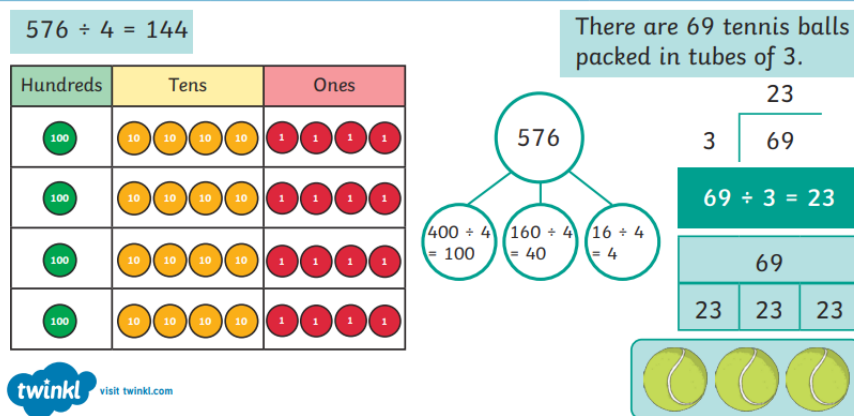 576 ÷ 4 = 144
Hundreds Tens Ones
100 10 10 10 10 1 1 1 1
100 10 10 10 10 1 1 1 1
100 10 10 10 10 1 1 1 1
100 10 10 10 10 1 1 1 1
576
400 ÷ 4
= 100
160 ÷ 4
= 40
16 ÷ 4
= 4
There are 69 tennis balls
packed in tubes of 3.
23
3 69
69 ÷ 3 = 23
69
23 23 23
twinkl visit twinkl.com